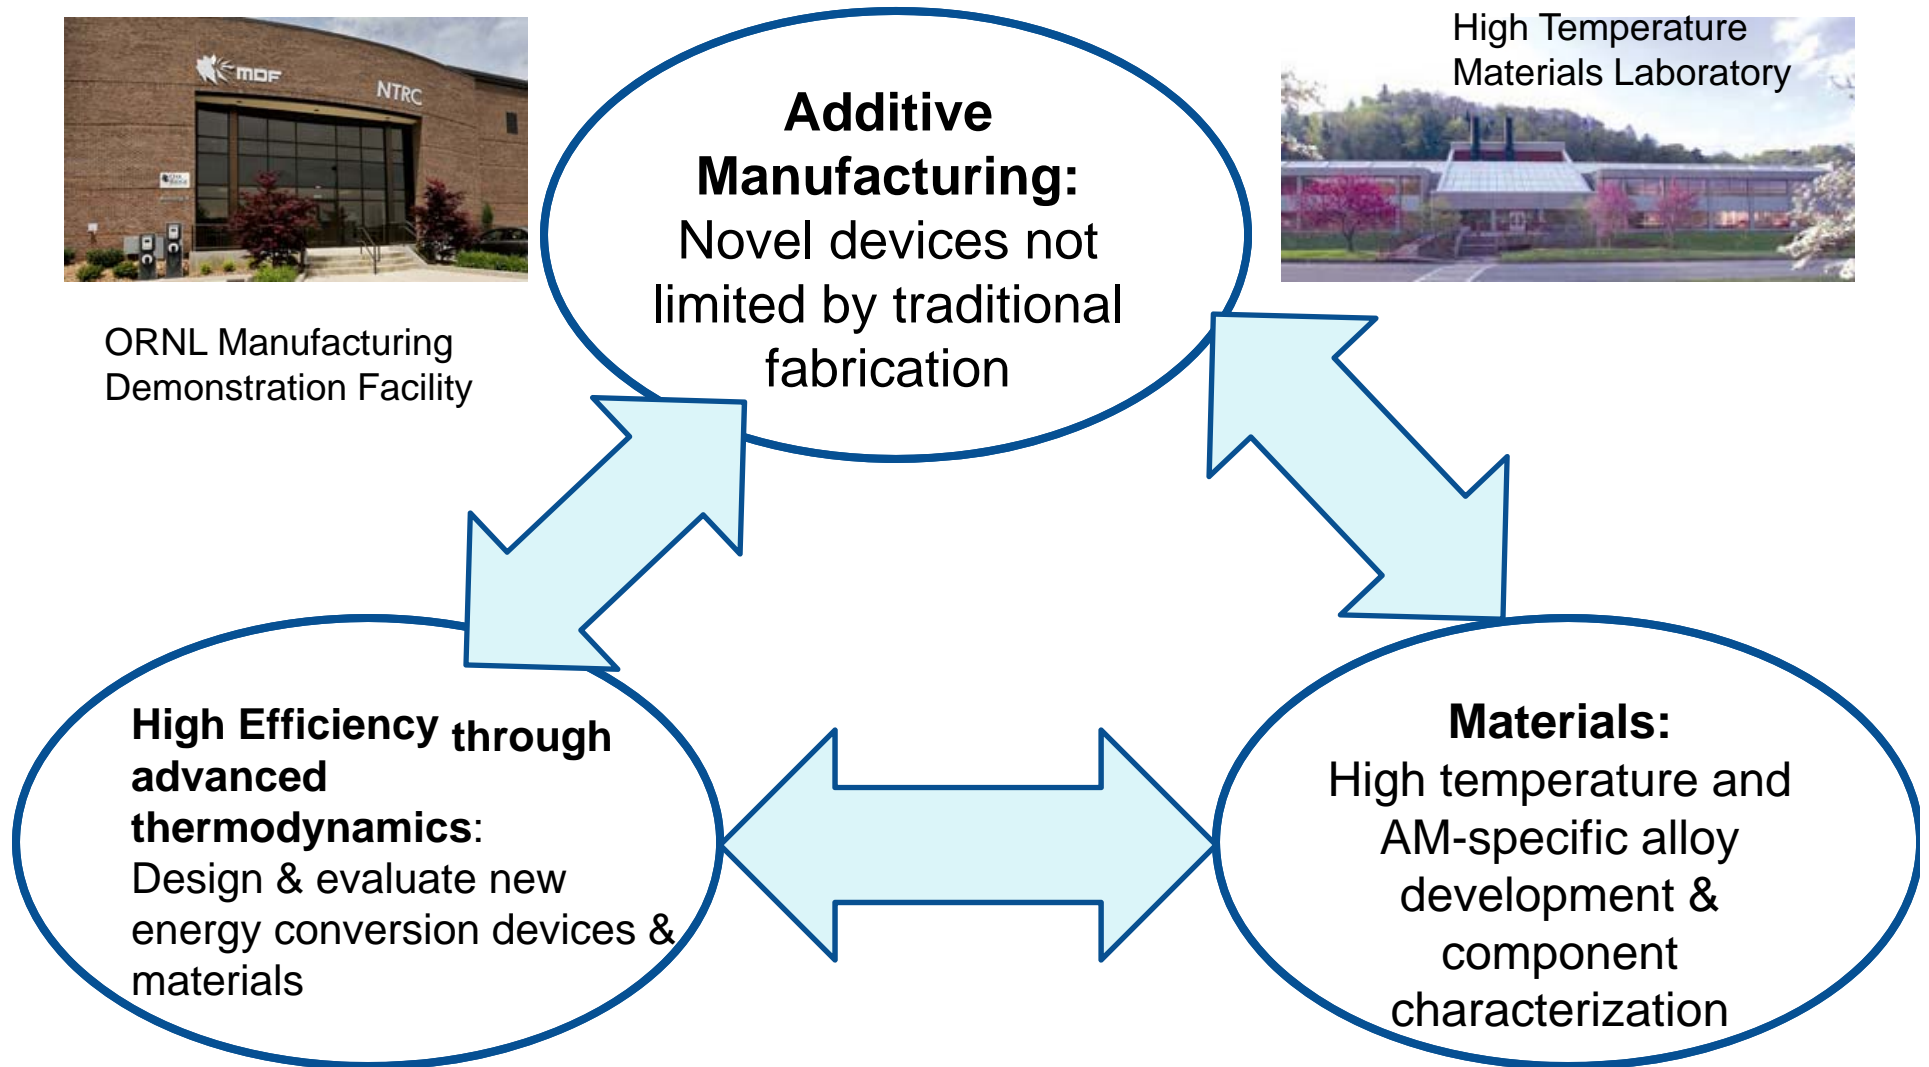 MDF
NTRC
ORNL Manufacturing
Demonstration Facility
Additive
Manufacturing:
Novel devices not
limited by traditional
fabrication
High Temperature
Materials Laboratory
High Efficiency through
advanced
thermodynamics:
Design & evaluate new
energy conversion devices &
materials
Materials:
High temperature and
AM-specific alloy
development &
component
characterization